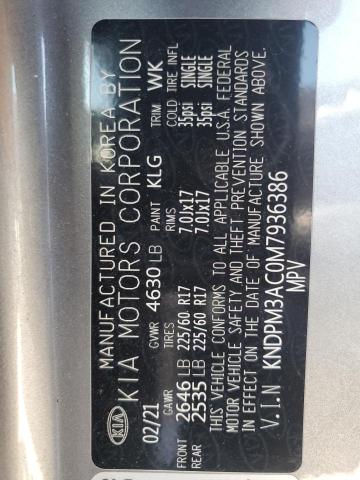 MANUFACTURED IN KOREA BY
KIA KIA MOTORS CORPORATION
02/21 GVWR 4630 LB PAINT KLG TRIM WK
GAWR TIRES RIMS COLD TIRE INFL
FRONT 2646 LB 225/60 R17 7.0Jx17 35psi SINGLE
REAR 2535 LB 225/60 R17 7.0Jx17 35psi SINGLE
THIS VEHICLE CONFORMS TO ALL APPLICABLE U.S.A. FEDERAL
MOTOR VEHICLE SAFETY AND THEFT PREVENTION STANDARDS
IN EFFECT ON THE DATE OF MANUFACTURE SHOWN ABOVE.
V.I.N KNDPM3AC0M7936386
MPV